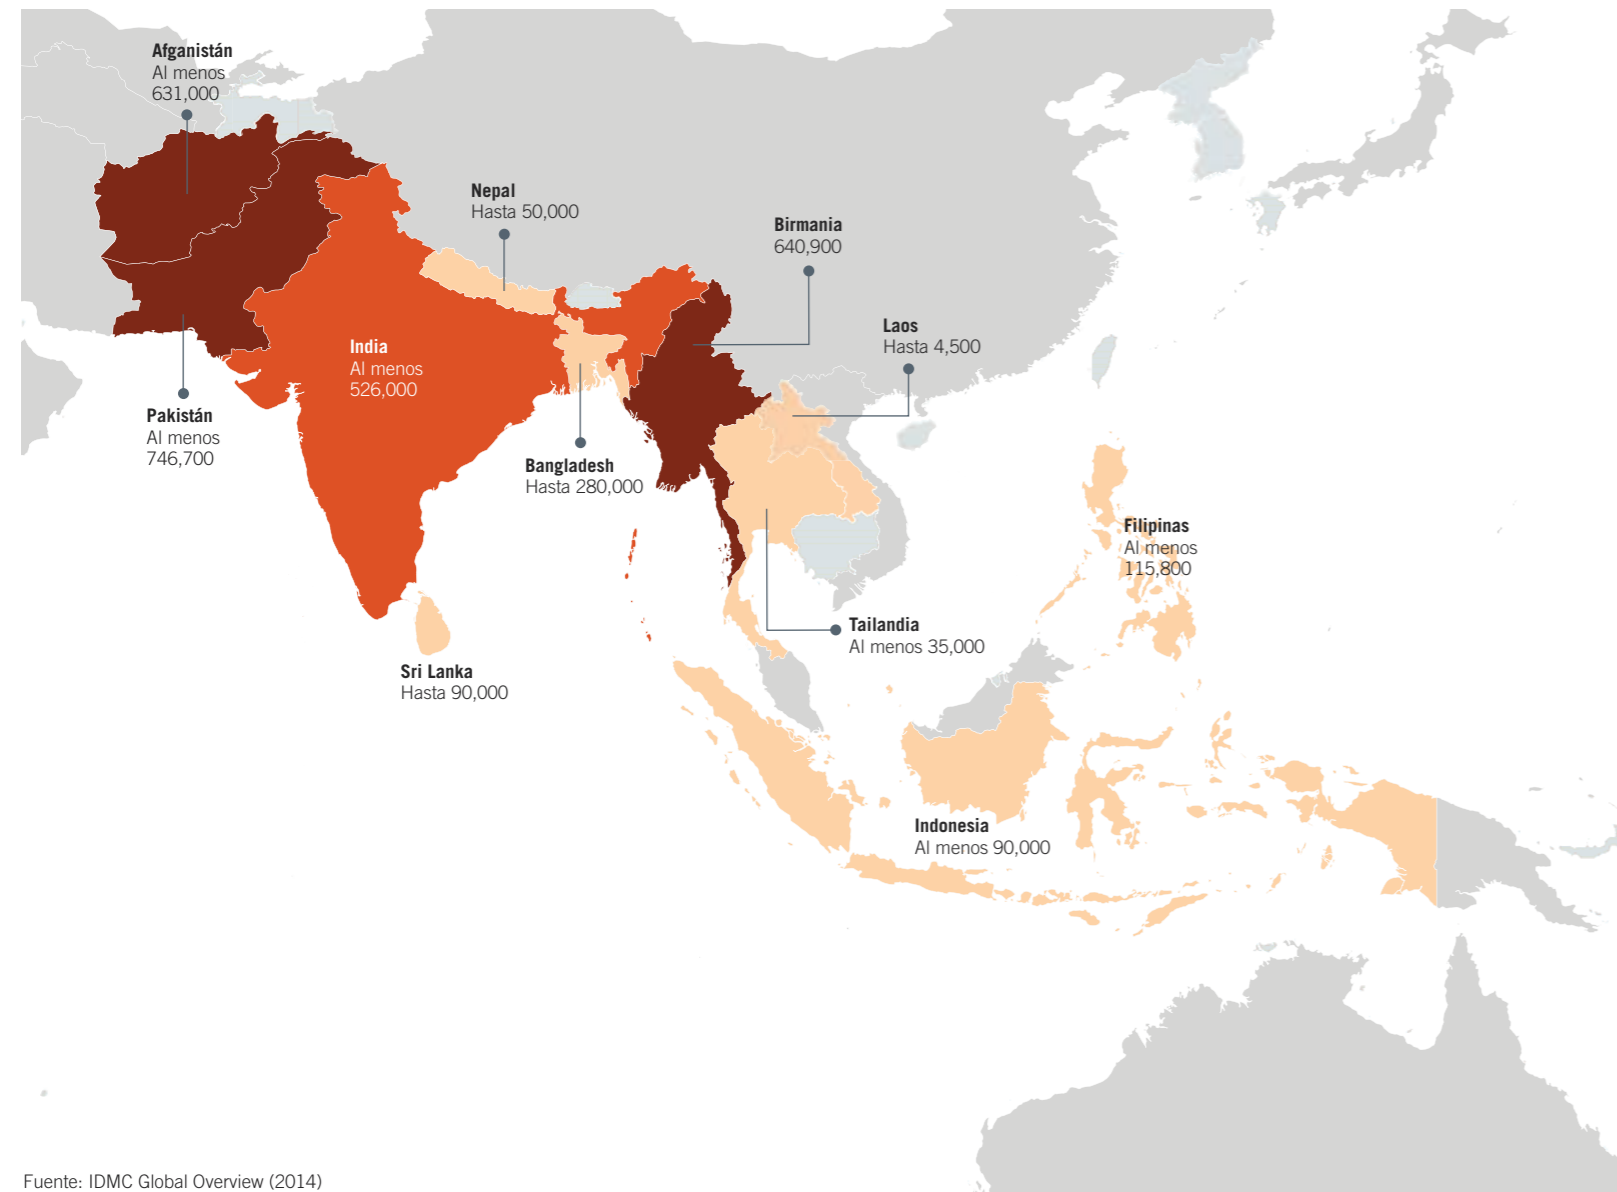 Afganistán
Al menos
631,000
Nepal
Hasta 50,000
Birmania
640,900
Laos
Hasta 4,500
India
Al menos
526,000
Pakistán
Al menos
746,700
Bangladesh
Hasta 280,000
Filipinas
Al menos
115,800
Tailandia
Al menos 35,000
Sri Lanka
Hasta 90,000
Indonesia
Al menos 90,000
Fuente: IDMC Global Overview (2014)